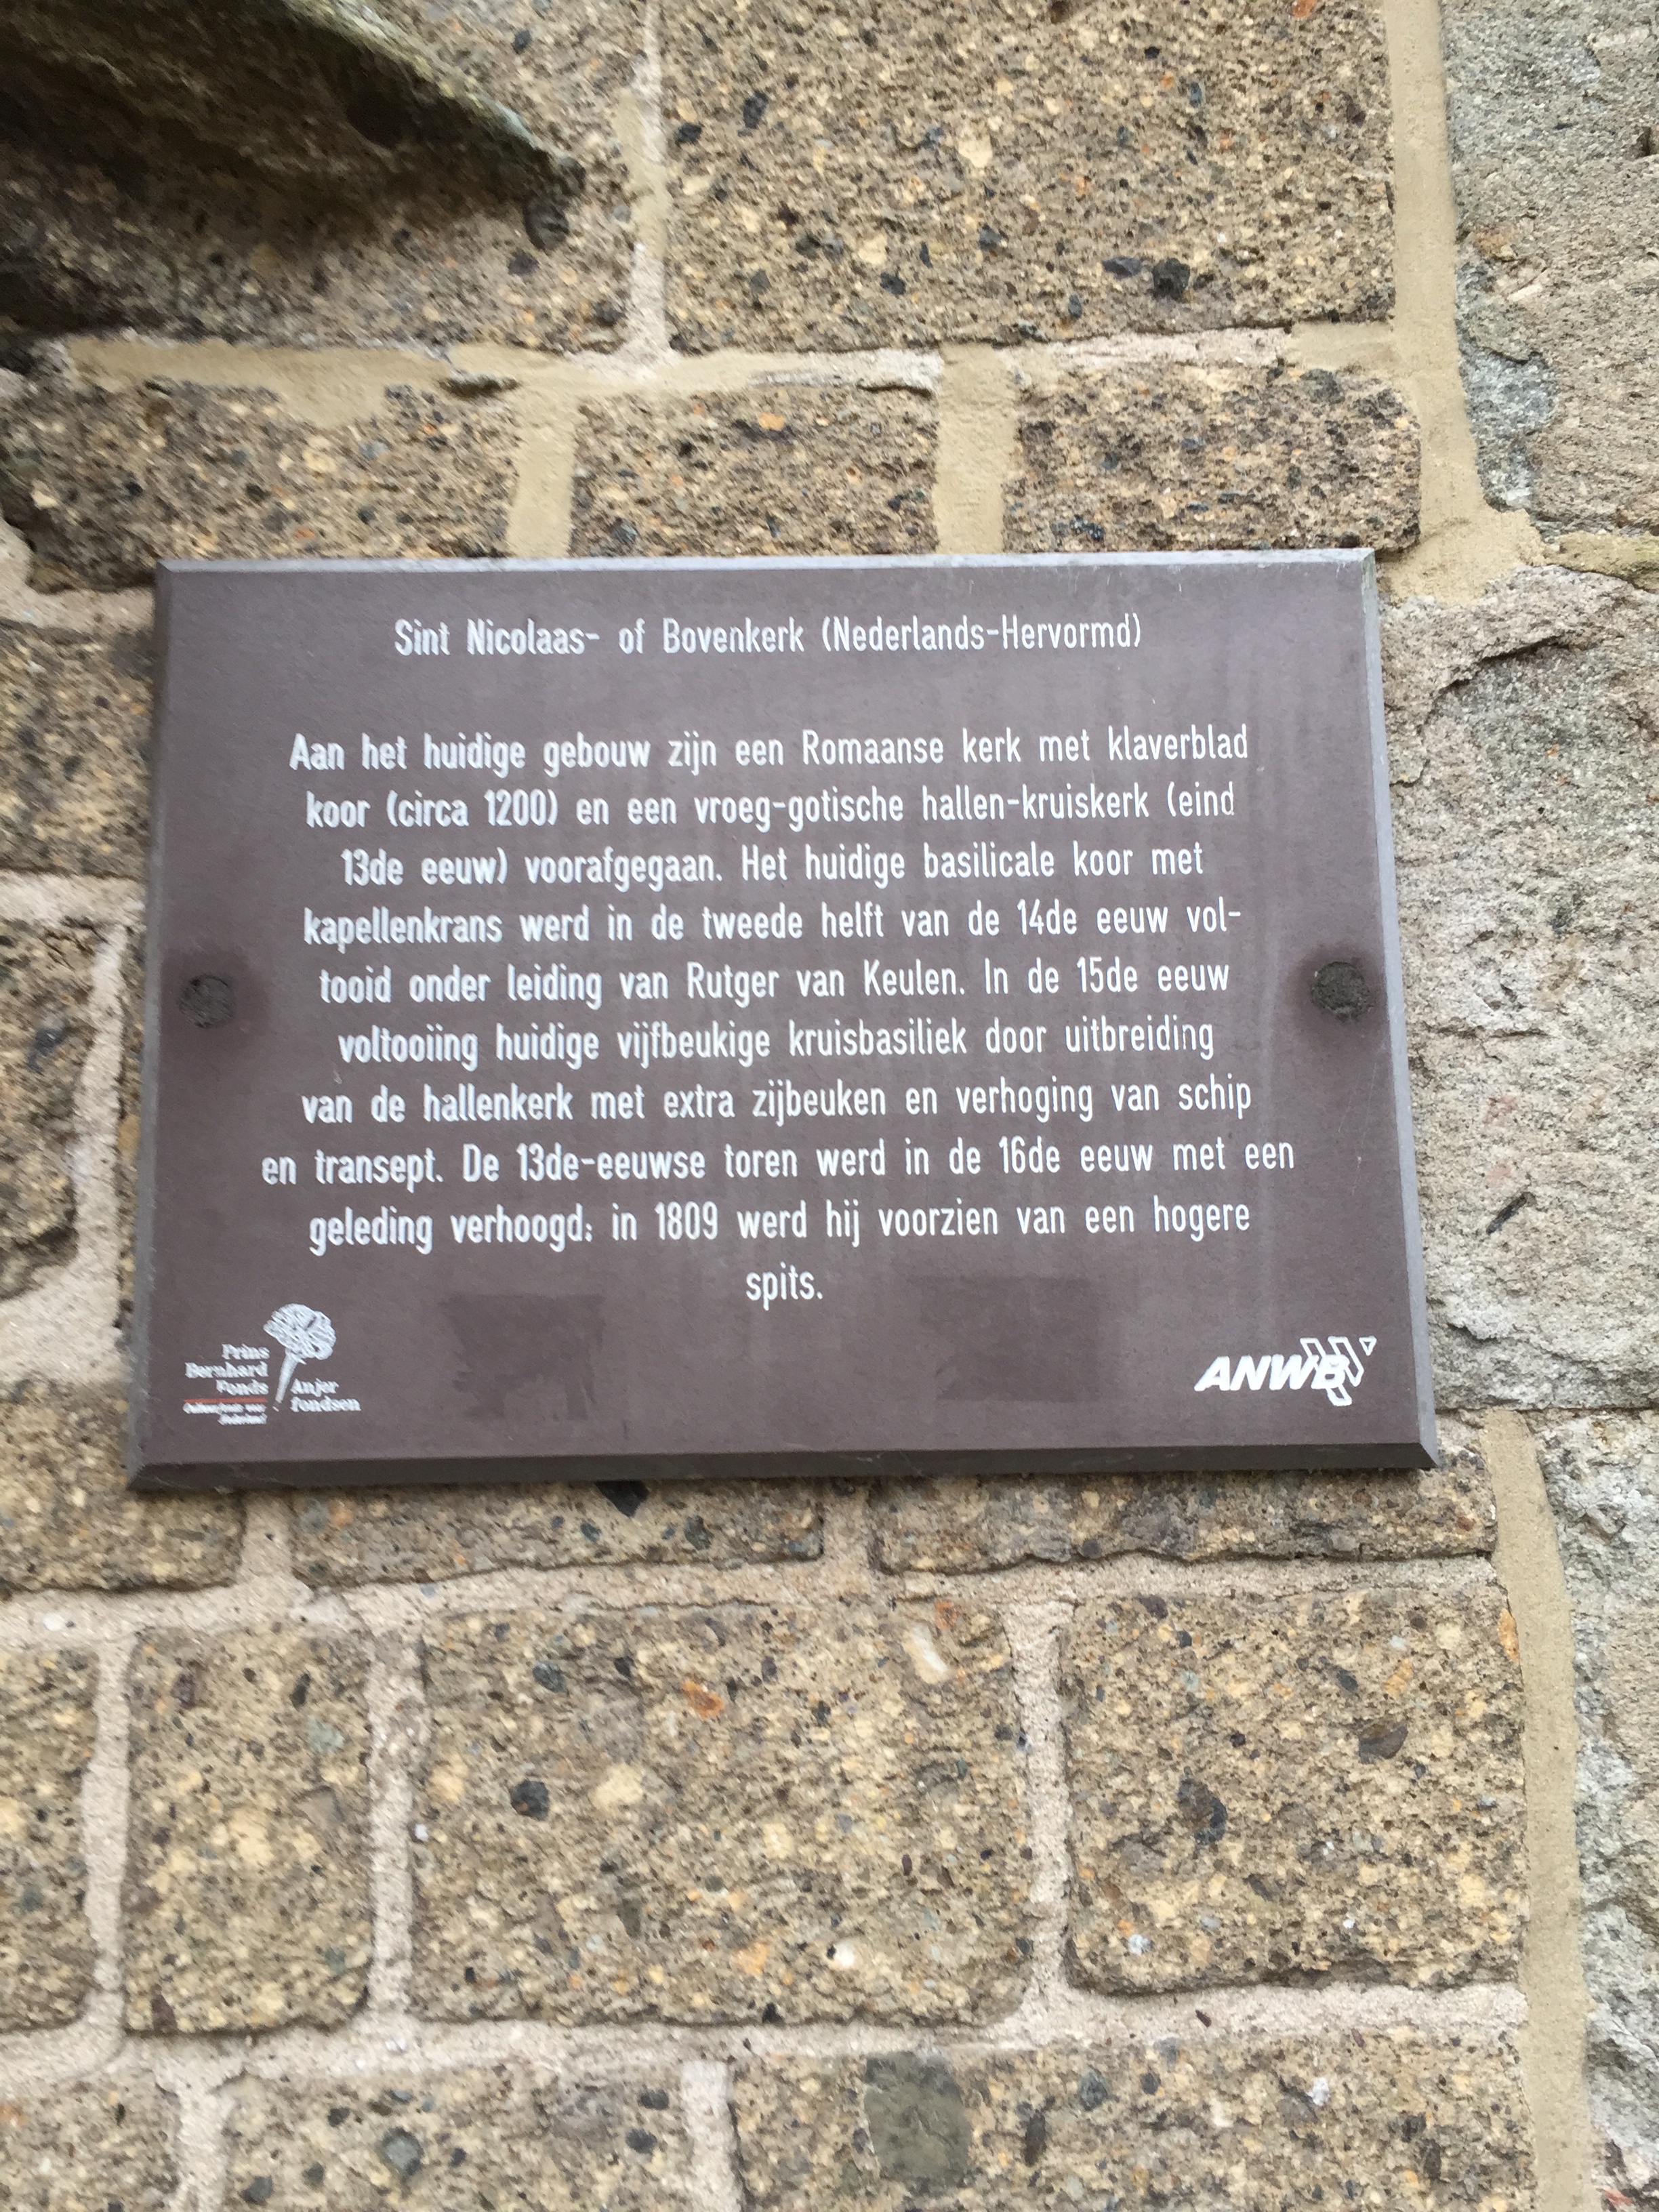 Sint Nicolaas- of Bovenkerk (Nederlands-Hervormd)
Aan het huidige gebouw zijn een Romaanse kerk met klaverblad
koor (circa 1200) en een vroeg-gotische hallen-kruiskerk (eind
13de eeuw) voorafgegaan. Het huidige basilicale koor met
kapellenkrans werd in de tweede helft van de 14de eeuw vol-
tooid onder leiding van Rutger van Keulen. In de 15de eeuw
voltooiing huidige vijfbeukige kruisbasiliek door uitbreiding
van de hallenkerk met extra zijbeuken en verhoging van schip
en transept. De 13de-eeuwse toren werd in de 16de eeuw met een
geleding verhoogd; in 1809 werd hij voorzien van een hogere
spits.
Prins
Bernhard
Fonds
Anjer
fondsen
ANWB